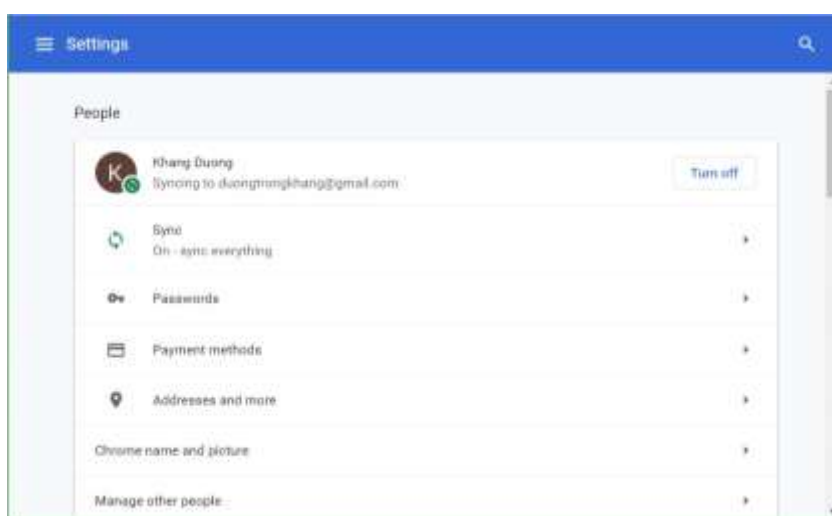 Settings
People
K
Khang Duong
Syncing to duongtrongkhang@gmail.com
Turn off
Sync
On - sync everything
Passwords
Payment methods
Addresses and more
Chrome name and picture
Manage other people